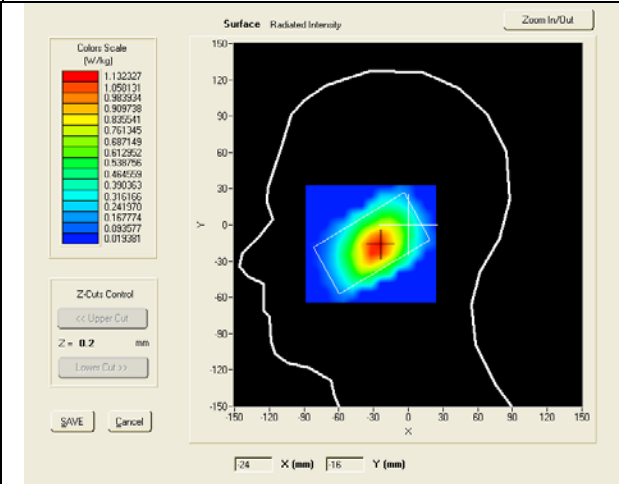 Surface Radiated Intensity
Zoom In/Out
Colors Scale
(W/kg)
1.132327
1.058131
0.983934
0.909738
0.835541
0.761345
0.687149
0.612952
0.538756
0.464559
0.390363
0.316166
0.241970
0.167774
0.093577
0.019381
Z-Cuts Control
<< Upper Cut
Z = 0.2 mm
Lower Cut >>
SAVE Cancel
150
120
90
60
30
0
-30
-60
-90
-120
-150
Y
-150 -120 -90 -60 -30 0 30 60 90 120 150
X
-24 X (mm) -16 Y (mm)